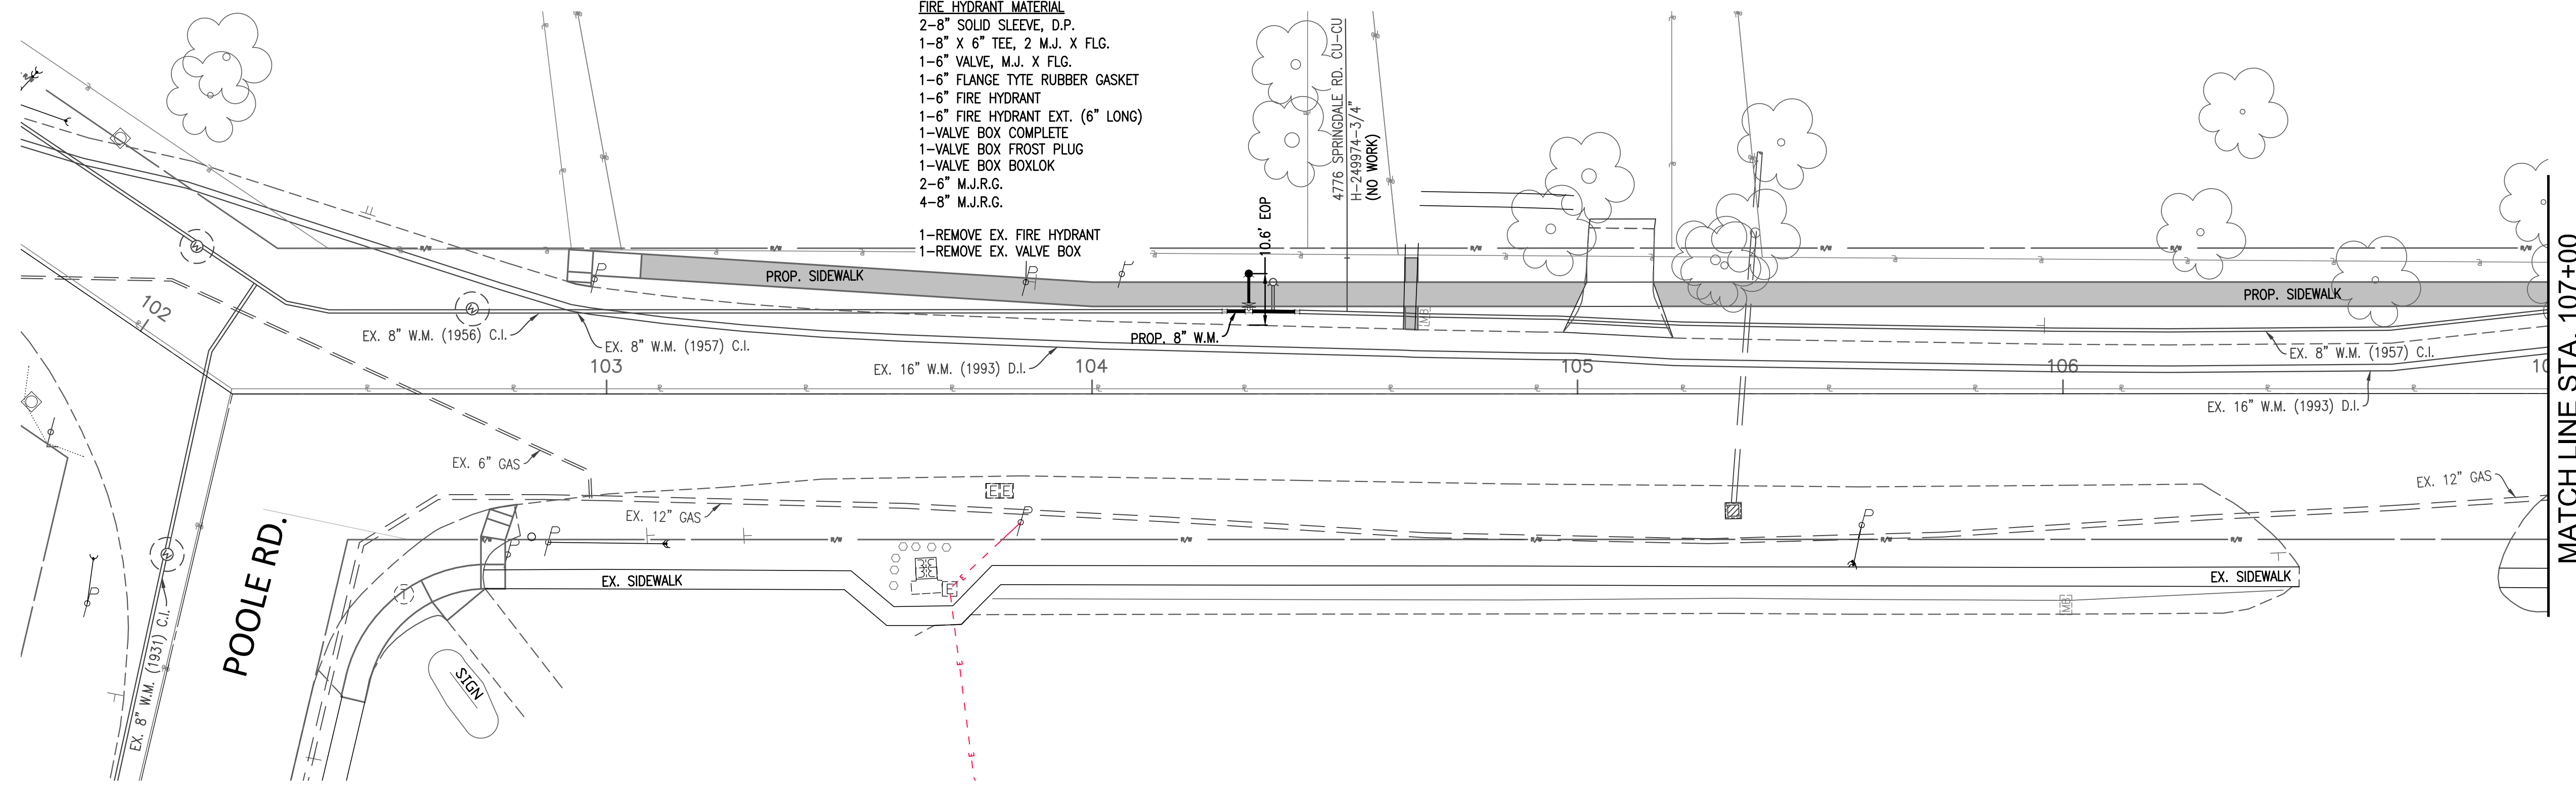 FIRE HYDRANT MATERIAL
2-8" SOLID SLEEVE, D.P.
1-8" X 6" TEE, 2 M.J. X FLG.
1-6" VALVE, M.J. X FLG.
1-6" FLANGE TYTE RUBBER GASKET
1-6" FIRE HYDRANT
1-6" FIRE HYDRANT EXT. (6" LONG)
1-VALVE BOX COMPLETE
1-VALVE BOX FROST PLUG
1-VALVE BOX BOXLOK
2-6" M.J.R.G.
4-8" M.J.R.G.
1-REMOVE EX. FIRE HYDRANT
1-REMOVE EX. VALVE BOX
4776 SPRINGDALE RD. CU-CU
H-249974-3/4"
(NO WORK)
10.6' EOP
R/W
R/W
R/W
R/W
R/W
R/W
PROP. SIDEWALK
PROP. SIDEWALK
W
W
102
EX. 8" W.M. (1956) C.I.
EX. 8" W.M. (1957) C.I.
PROP. 8" W.M.
MB
EX. 16" W.M. (1993) D.I.
EX. 8" W.M. (1957) C.I.
103
104
105
106
10
EX. 16" W.M. (1993) D.I.
MATCH LINE STA. 107+00
EX. 6" GAS
EX. 12" GAS
EX. 12" GAS
E
E
R/W
R/W
R/W
R/W
R/W
R/W
EX. SIDEWALK
EX. SIDEWALK
E
E
E
E
MB
T
W
POOLE RD.
EX. 8" W.M. (1931) C.I.
SIGN